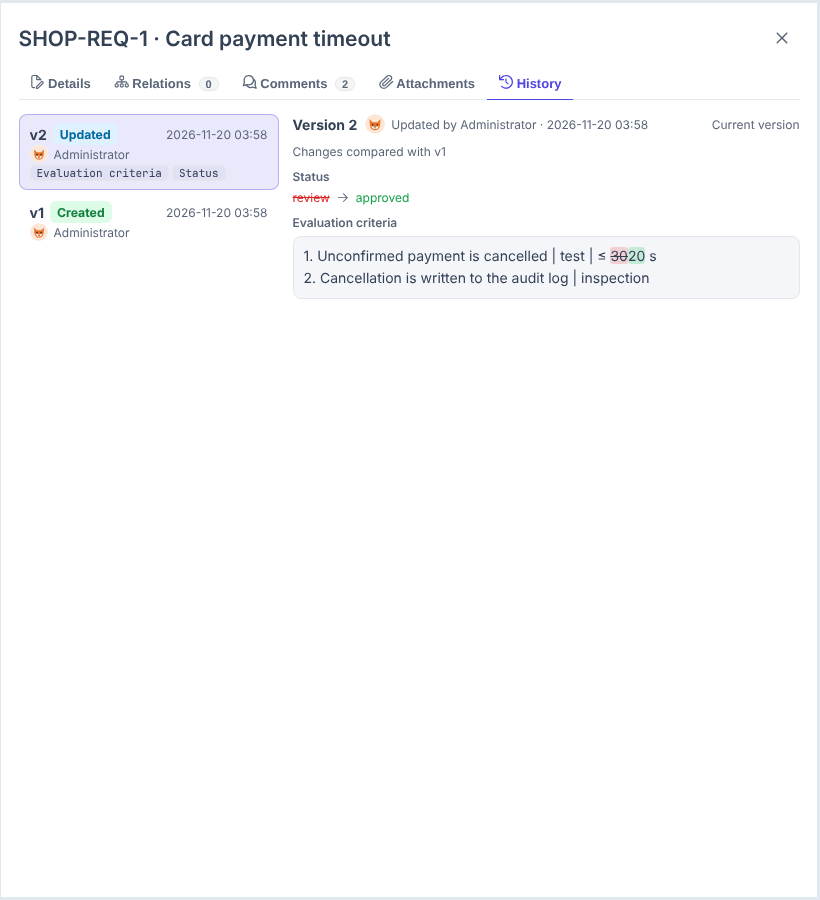 SHOP-REQ-1 · Card payment timeout
Details
Relations 0
Comments 2
Attachments
History
v2 Updated 2026-11-20 03:58
Administrator
Evaluation criteria Status
v1 Created 2026-11-20 03:58
Administrator
Version 2 Updated by Administrator · 2026-11-20 03:58 Current version
Changes compared with v1
Status
review → approved
Evaluation criteria
1. Unconfirmed payment is cancelled | test | ≤ 3020 s
2. Cancellation is written to the audit log | inspection